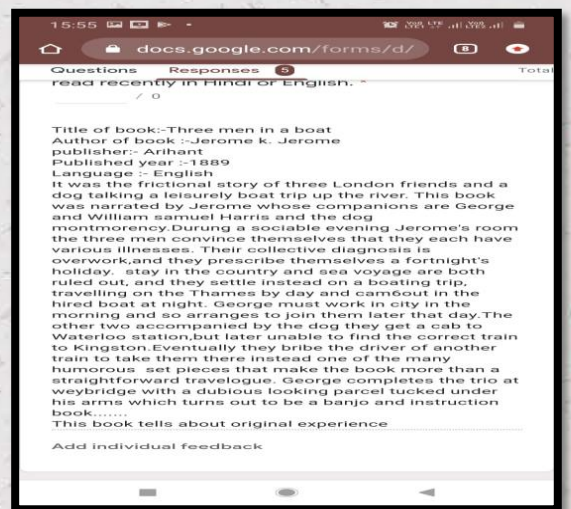 15:55
docs.google.com/forms/d/ 8
Questions Responses 5 Total
read recently in Hindi or English. *
/ 0
Title of book:-Three men in a boat
Author of book :-Jerome k. Jerome
publisher:- Arihant
Published year :-1889
Language :- English
It was the frictional story of three London friends and a
dog talking a leisurely boat trip up the river. This book
was narrated by Jerome whose companions are George
and William samuel Harris and the dog
montmorency.Durung a sociable evening Jerome's room
the three men convince themselves that they each have
various illnesses. Their collective diagnosis is
overwork,and they prescribe themselves a fortnight's
holiday. stay in the country and sea voyage are both
ruled out, and they settle instead on a boating trip,
travelling on the Thames by day and cam6out in the
hired boat at night. George must work in city in the
morning and so arranges to join them later that day.The
other two accompanied by the dog they get a cab to
Waterloo station,but later unable to find the correct train
to Kingston.Eventually they bribe the driver of another
train to take them there instead one of the many
humorous set pieces that make the book more than a
straightforward travelogue. George completes the trio at
weybridge with a dubious looking parcel tucked under
his arms which turns out to be a banjo and instruction
book.......
This book tells about original experience
Add individual feedback